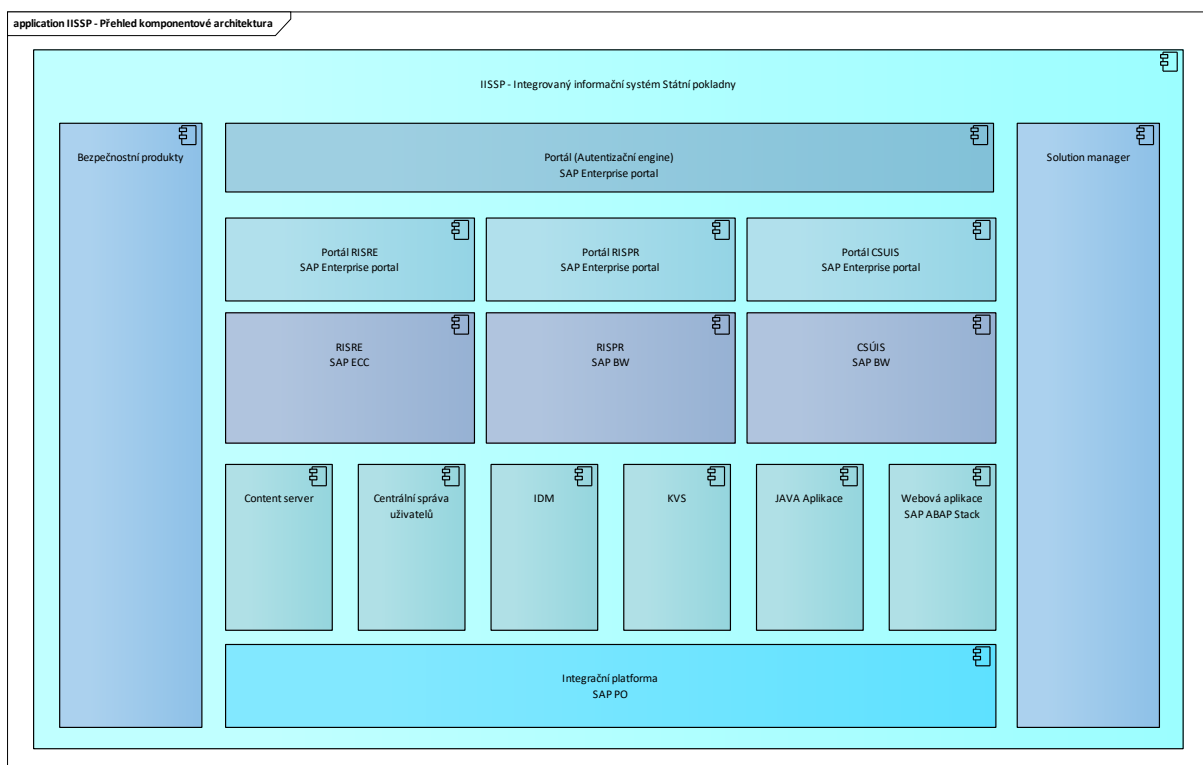 application IISSP - Přehled komponentové architektura
IISSP - Integrovaný informační systém Státní pokladny
Bezpečnostní produkty
Portál (Autentizační engine)
SAP Enterprise portal
Solution manager
Portál RISRE
SAP Enterprise portal
Portál RISPR
SAP Enterprise portal
Portál CSUIS
SAP Enterprise portal
RISRE
SAP ECC
RISPR
SAP BW
CSÚIS
SAP BW
Content server
Centrální správa
uživatelů
IDM
KVS
JAVA Aplikace
Webová aplikace
SAP ABAP Stack
Integrační platforma
SAP PO